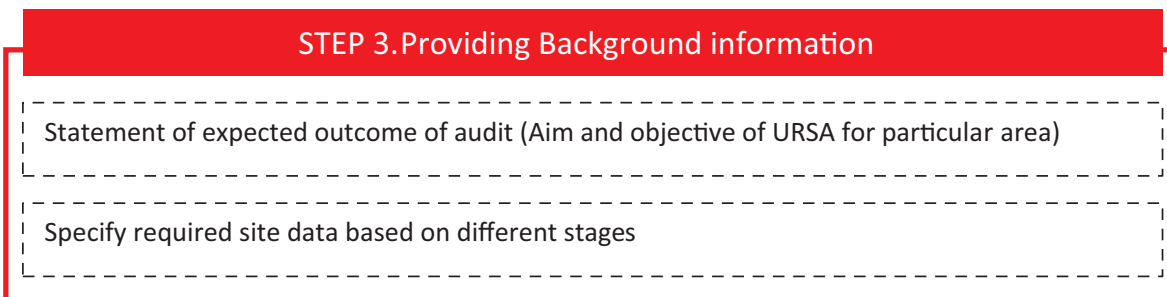 STEP 3.Providing Background information
Statement of expected outcome of audit (Aim and objective of URSA for particular area)
Specify required site data based on different stages